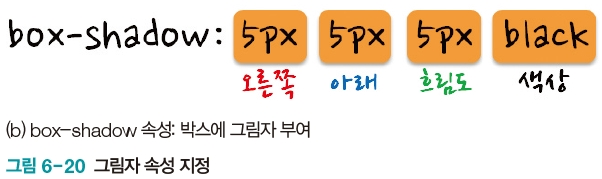 box-shadow: 5px 5px 5px black
오른쪽 아래 흐림도 색상
(b) box-shadow 속성: 박스에 그림자 부여
그림 6-20 그림자 속성 지정